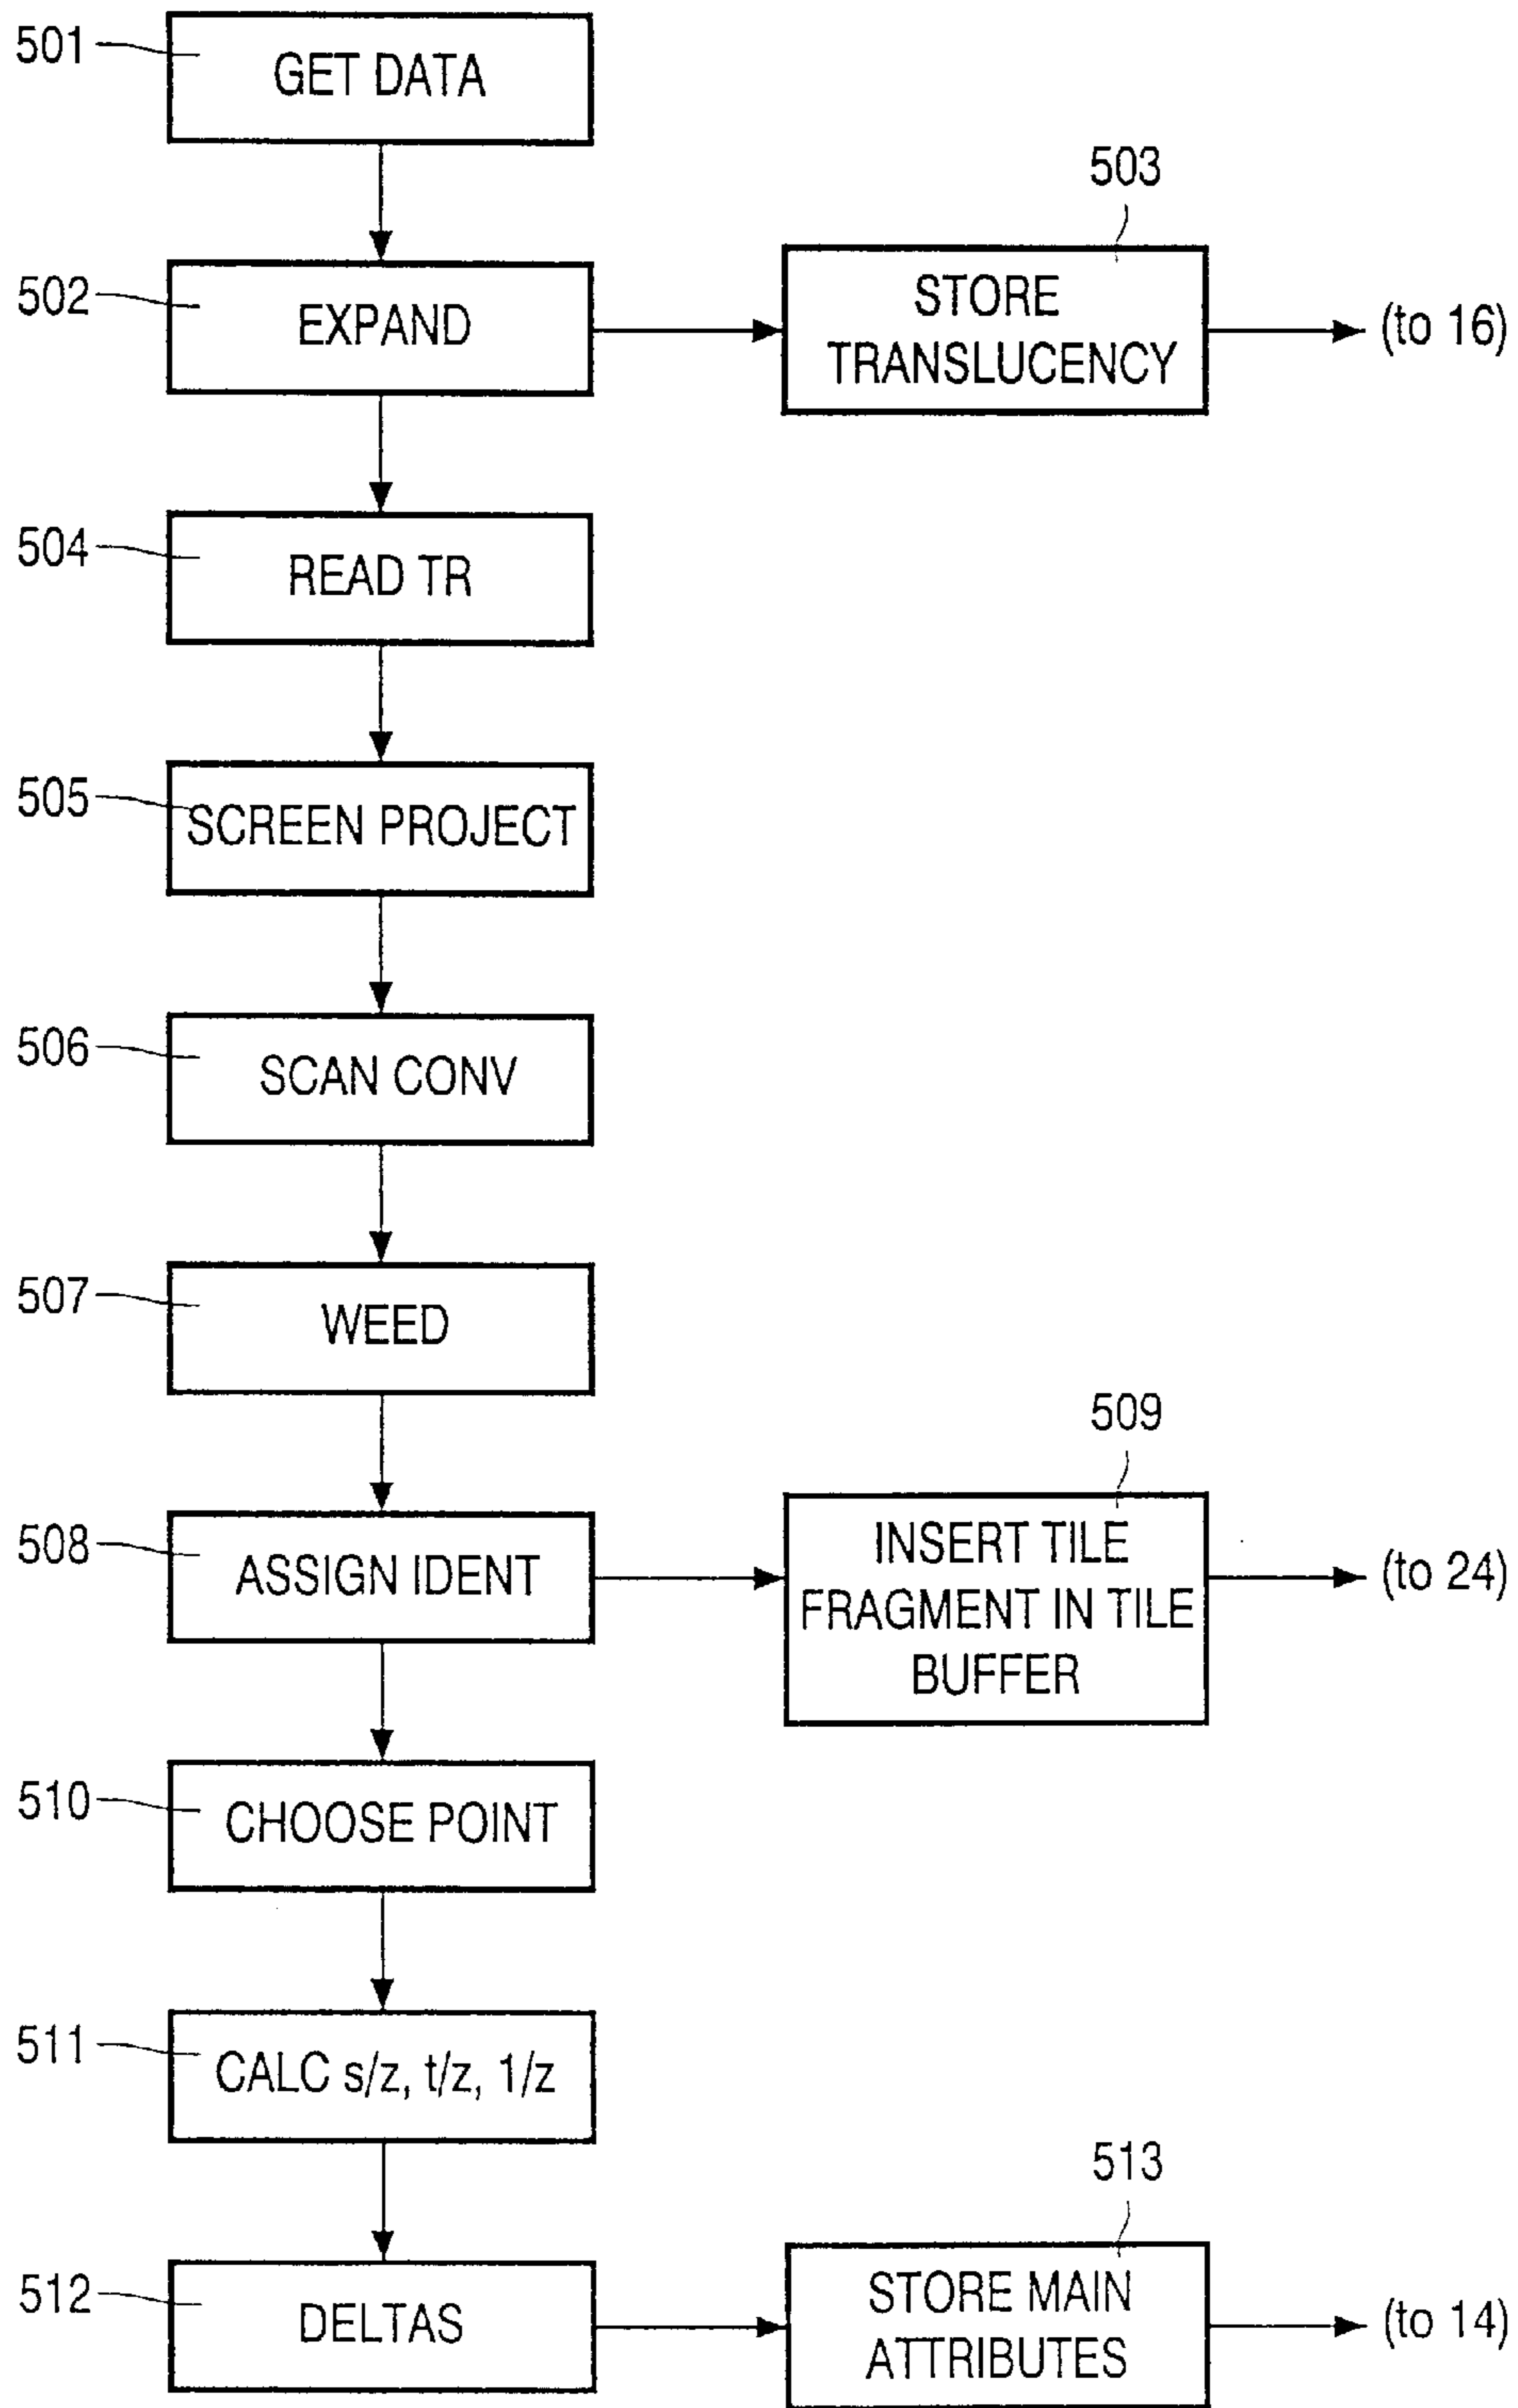 501
GET DATA
503
502
EXPAND
STORE
TRANSLUCENCY
(to 16)
504
READ TR
505
SCREEN PROJECT
506
SCAN CONV
507
WEED
509
508
ASSIGN IDENT
INSERT TILE
FRAGMENT IN TILE
BUFFER
(to 24)
510
CHOOSE POINT
511
CALC s/z, t/z, 1/z
513
512
DELTAS
STORE MAIN
ATTRIBUTES
(to 14)